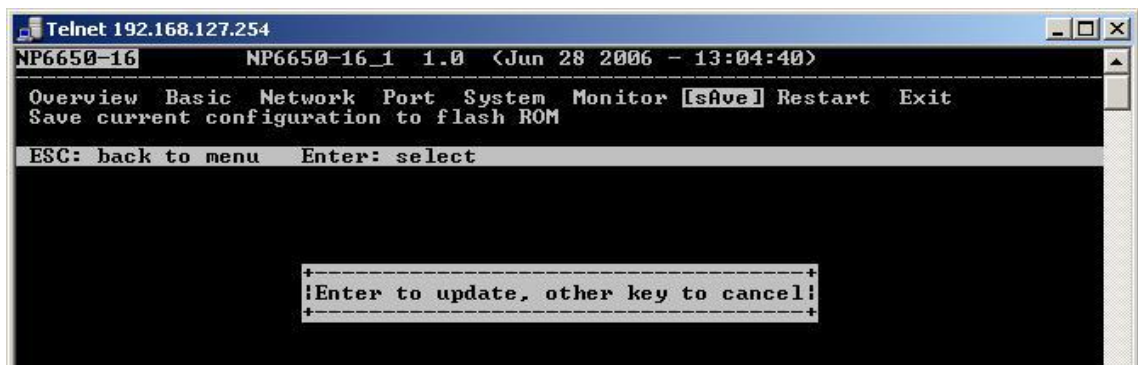 Telnet 192.168.127.254
NP6650-16 NP6650-16_1 1.0 (Jun 28 2006 - 13:04:40)
Overview Basic Network Port System Monitor [sAve] Restart Exit
Save current configuration to flash ROM
ESC: back to menu Enter: select
Enter to update, other key to cancel